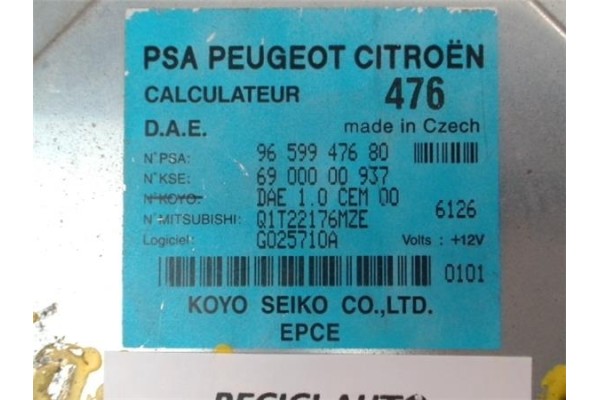 PSA PEUGEOT CITROËN
CALCULATEUR 476
D.A.E. made in Czech
N°PSA: 96 599 476 80
N°KSE: 69 000 00 937
N°KOYO: DAE 1.0 CEM 00
N°MITSUBISHI: Q1T22176MZE 6126
Logiciel: G025710A Volts : +12V
0101
KOYO SEIKO CO.,LTD.
EPCE
RECICLAUTO